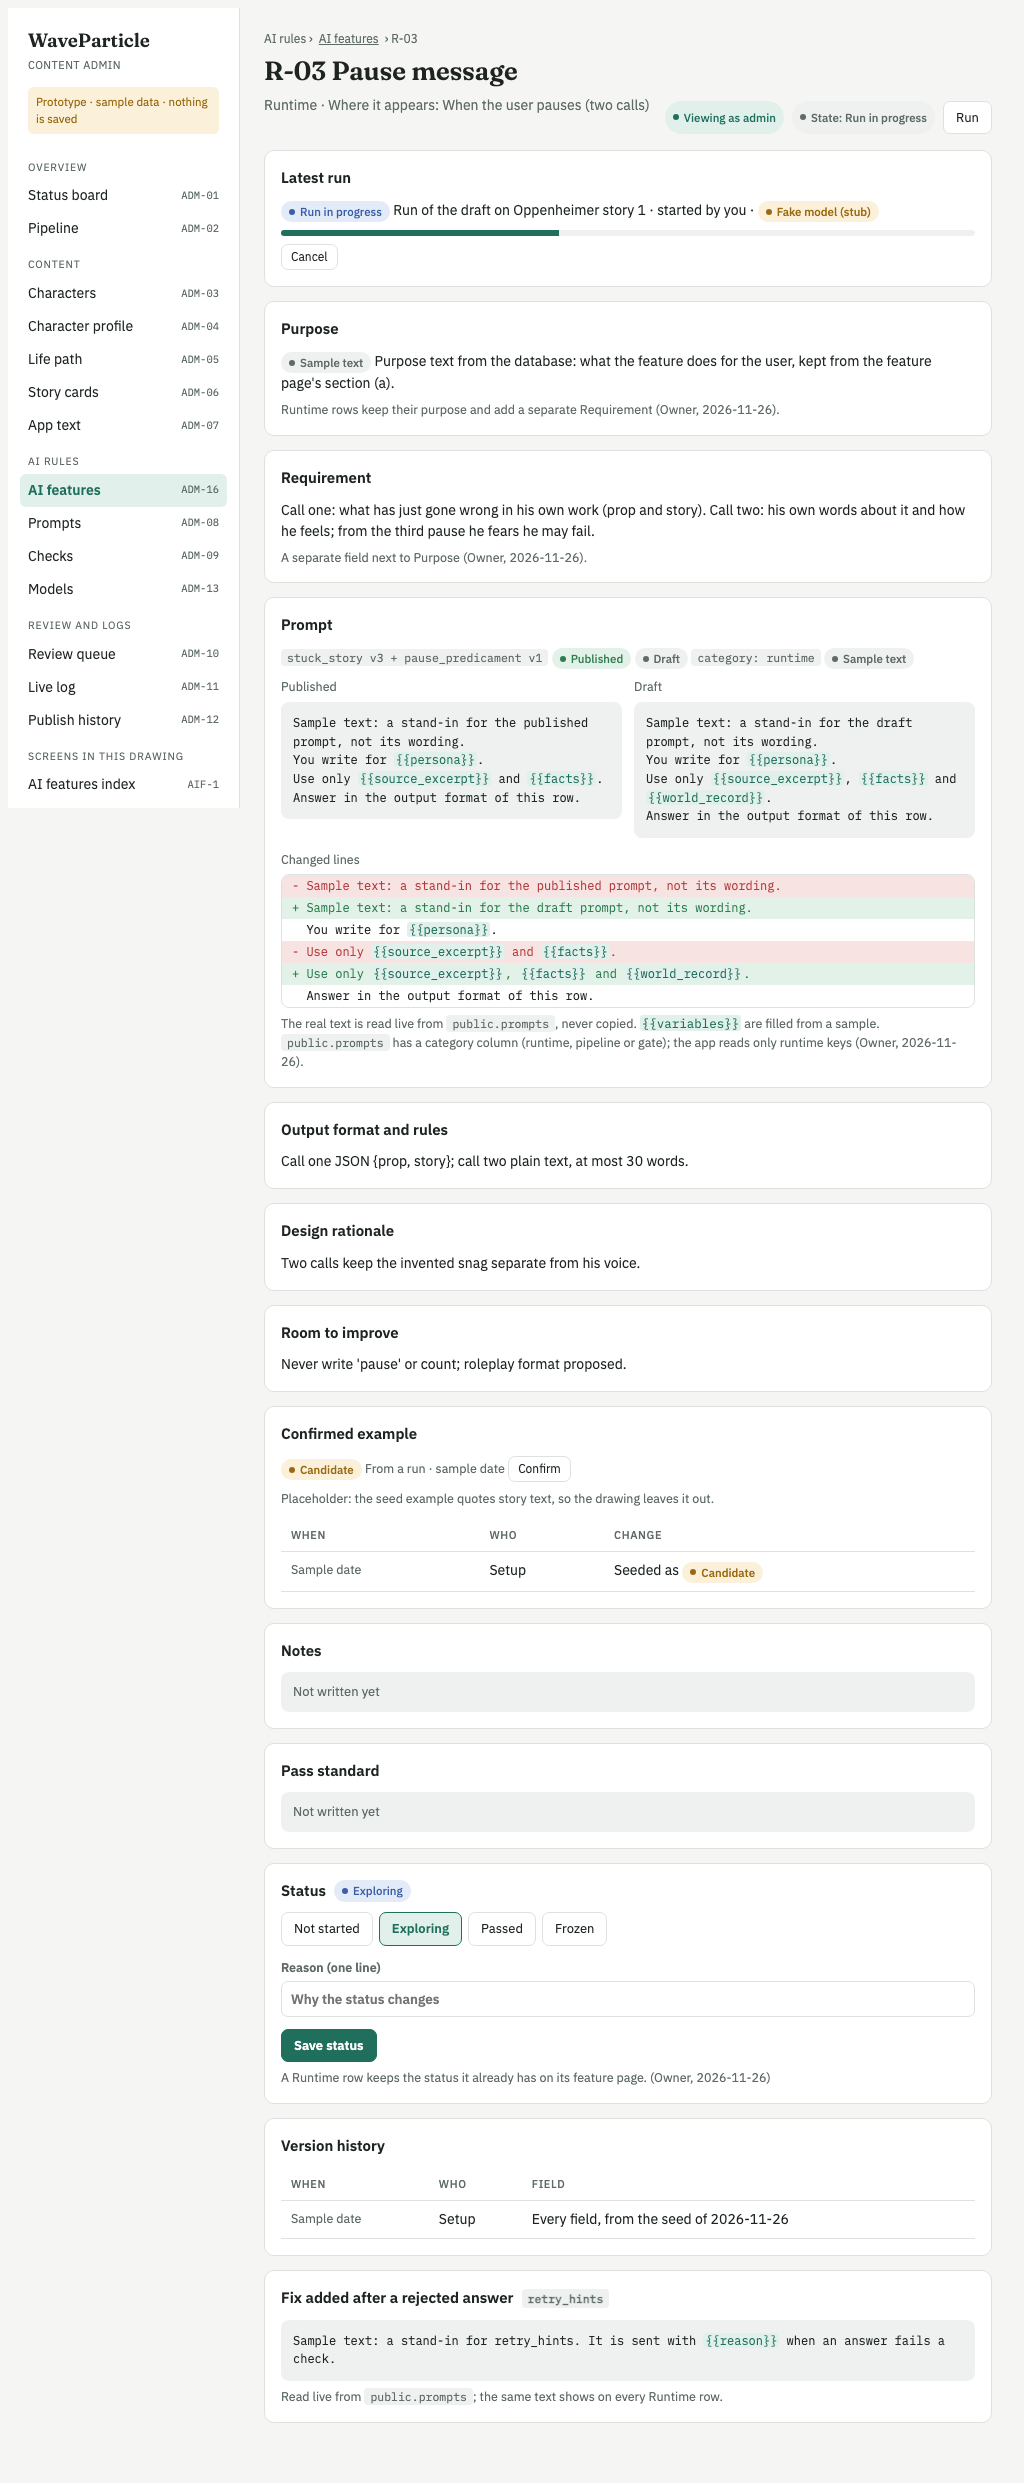 WaveParticle
CONTENT ADMIN
Prototype · sample data · nothing
is saved
OVERVIEW
Status board ADM-01
Pipeline ADM-02
CONTENT
Characters ADM-03
Character profile ADM-04
Life path ADM-05
Story cards ADM-06
App text ADM-07
AI RULES
AI features ADM-16
Prompts ADM-08
Checks ADM-09
Models ADM-13
REVIEW AND LOGS
Review queue ADM-10
Live log ADM-11
Publish history ADM-12
SCREENS IN THIS DRAWING
AI features index AIF-1
AI rules › AI features › R-03
R-03 Pause message
Runtime · Where it appears: When the user pauses (two calls)
Viewing as admin State: Run in progress Run
Latest run
Run in progress Run of the draft on Oppenheimer story 1 · started by you · Fake model (stub)
Cancel
Purpose
Sample text Purpose text from the database: what the feature does for the user, kept from the feature
page's section (a).
Runtime rows keep their purpose and add a separate Requirement (Owner, 2026-11-26).
Requirement
Call one: what has just gone wrong in his own work (prop and story). Call two: his own words about it and how
he feels; from the third pause he fears he may fail.
A separate field next to Purpose (Owner, 2026-11-26).
Prompt
stuck_story v3 + pause_predicament v1 Published Draft category: runtime Sample text
Published
Sample text: a stand-in for the published
prompt, not its wording.
You write for {{persona}}.
Use only {{source_excerpt}} and {{facts}}.
Answer in the output format of this row.
Draft
Sample text: a stand-in for the draft
prompt, not its wording.
You write for {{persona}}.
Use only {{source_excerpt}}, {{facts}} and
{{world_record}}.
Answer in the output format of this row.
Changed lines
- Sample text: a stand-in for the published prompt, not its wording.
+ Sample text: a stand-in for the draft prompt, not its wording.
You write for {{persona}}.
- Use only {{source_excerpt}} and {{facts}}.
+ Use only {{source_excerpt}}, {{facts}} and {{world_record}}.
Answer in the output format of this row.
The real text is read live from public.prompts, never copied. {{variables}} are filled from a sample.
public.prompts has a category column (runtime, pipeline or gate); the app reads only runtime keys (Owner, 2026-11-
26).
Output format and rules
Call one JSON {prop, story}; call two plain text, at most 30 words.
Design rationale
Two calls keep the invented snag separate from his voice.
Room to improve
Never write 'pause' or count; roleplay format proposed.
Confirmed example
Candidate From a run · sample date Confirm
Placeholder: the seed example quotes story text, so the drawing leaves it out.
WHEN WHO CHANGE
Sample date Setup Seeded as Candidate
Notes
Not written yet
Pass standard
Not written yet
Status Exploring
Not started Exploring Passed Frozen
Reason (one line)
Why the status changes
Save status
A Runtime row keeps the status it already has on its feature page. (Owner, 2026-11-26)
Version history
WHEN WHO FIELD
Sample date Setup Every field, from the seed of 2026-11-26
Fix added after a rejected answer retry_hints
Sample text: a stand-in for retry_hints. It is sent with {{reason}} when an answer fails a
check.
Read live from public.prompts; the same text shows on every Runtime row.